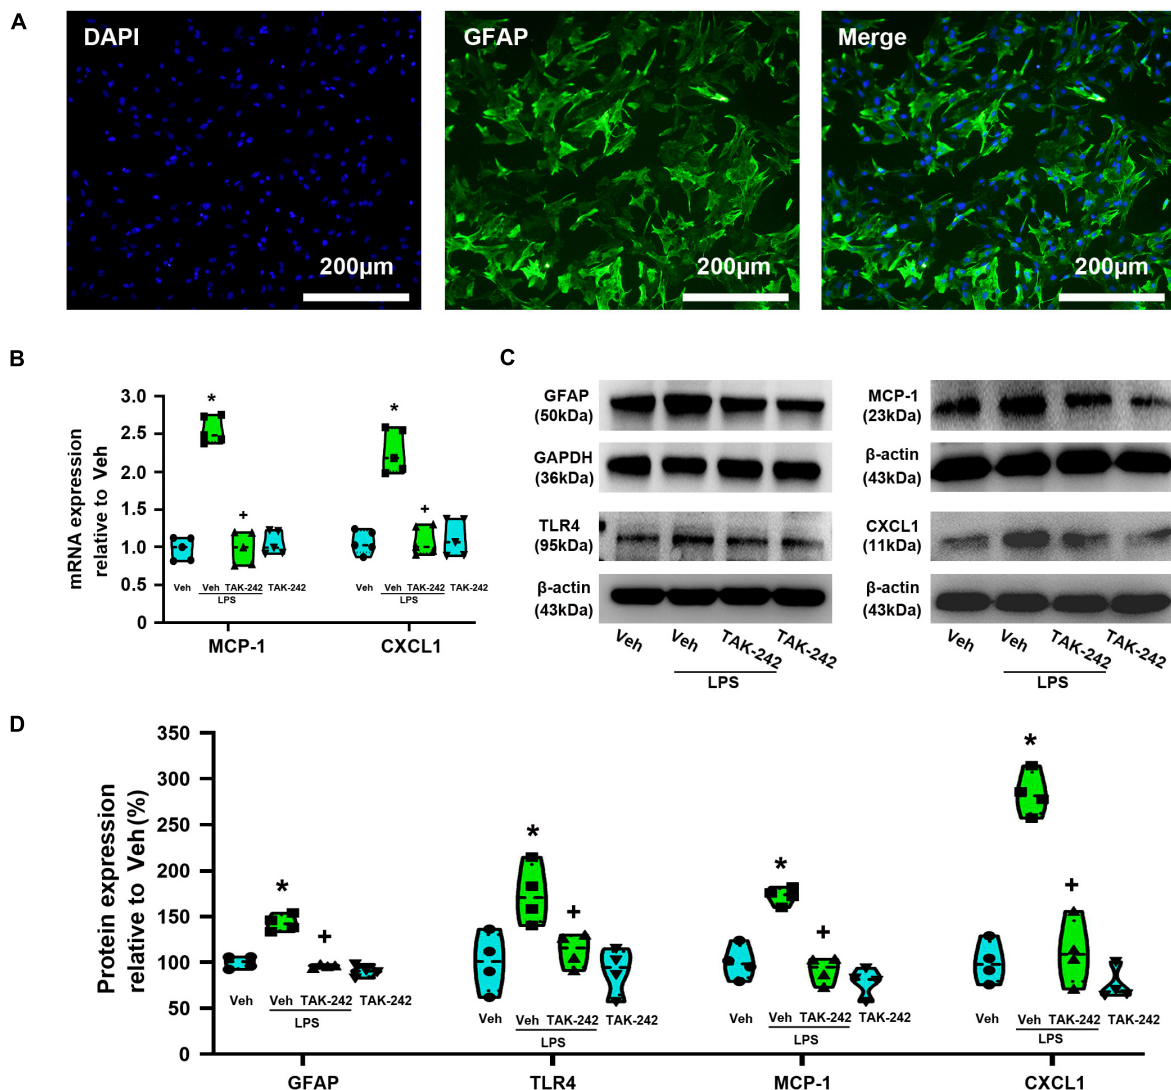 A
DAPI
GFAP
Merge
200μm
200μm
200μm
B
mRNA expression
relative to Veh
3.0
2.5
2.0
1.5
1.0
0.5
0
*
+
*
+
Veh Veh TAK-242 TAK-242
LPS
Veh Veh TAK-242 TAK-242
LPS
MCP-1 CXCL1
C
GFAP
(50kDa)
GAPDH
(36kDa)
TLR4
(95kDa)
β-actin
(43kDa)
Veh Veh TAK-242 TAK-242
LPS
MCP-1
(23kDa)
β-actin
(43kDa)
CXCL1
(11kDa)
β-actin
(43kDa)
Veh Veh TAK-242 TAK-242
LPS
D
Protein expression
relative to Veh(%)
350
300
250
200
150
100
50
0
*
+
*
+
*
+
*
+
Veh Veh TAK-242 TAK-242
LPS
Veh Veh TAK-242 TAK-242
LPS
Veh Veh TAK-242 TAK-242
LPS
Veh Veh TAK-242 TAK-242
LPS
GFAP TLR4 MCP-1 CXCL1